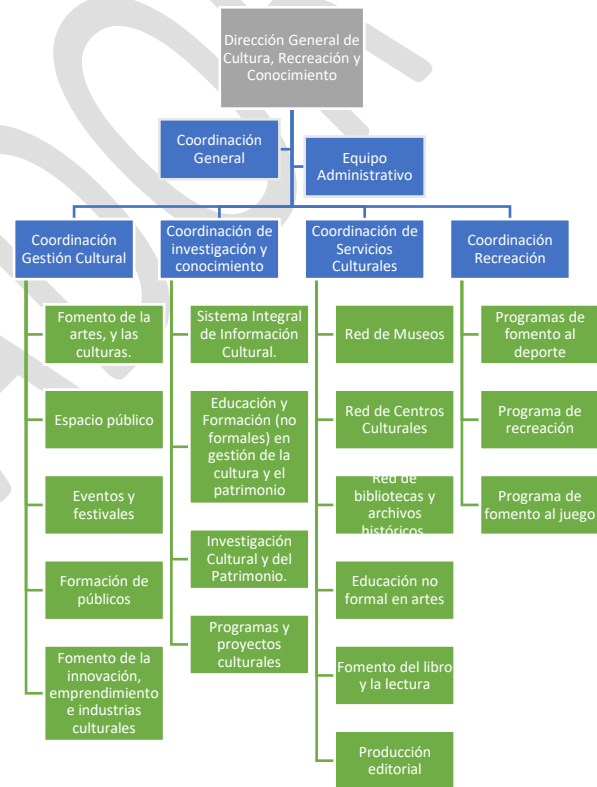 Dirección General de
Cultura, Recreación y
Conocimiento
Coordinación
General
Equipo
Administrativo
Coordinación
Gestión Cultural
Fomento de la
artes, y las
culturas.
Espacio público
Eventos y
festivales
Formación de
públicos
Fomento de la
innovación,
emprendimiento
e industrias
culturales
Coordinación de
investigación y
conocimiento
Sistema Integral
de Información
Cultural.
Educación y
Formación (no
formales) en
gestión de la
cultura y el
patrimonio
Investigación
Cultural y del
Patrimonio.
Programas y
proyectos
culturales
Coordinación de
Servicios
Culturales
Red de Museos
Red de Centros
Culturales
Red de
bibliotecas y
archivos
históricos
Educación no
formal en artes
Fomento del libro
y la lectura
Producción
editorial
Coordinación
Recreación
Programas de
fomento al
deporte
Programa de
recreación
Programa de
fomento al juego